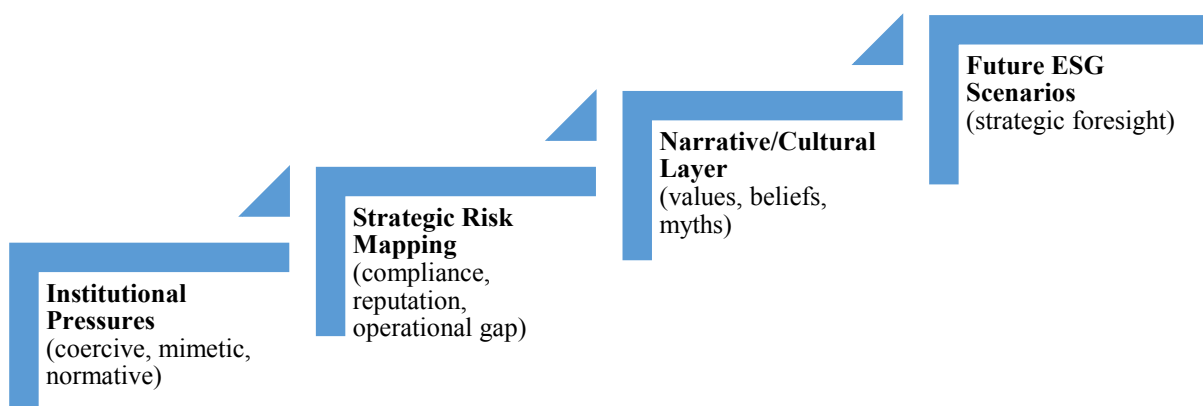 Institutional
Pressures
(coercive, mimetic,
normative)
Strategic Risk
Mapping
(compliance,
reputation,
operational gap)
Narrative/Cultural
Layer
(values, beliefs,
myths)
Future ESG
Scenarios
(strategic foresight)